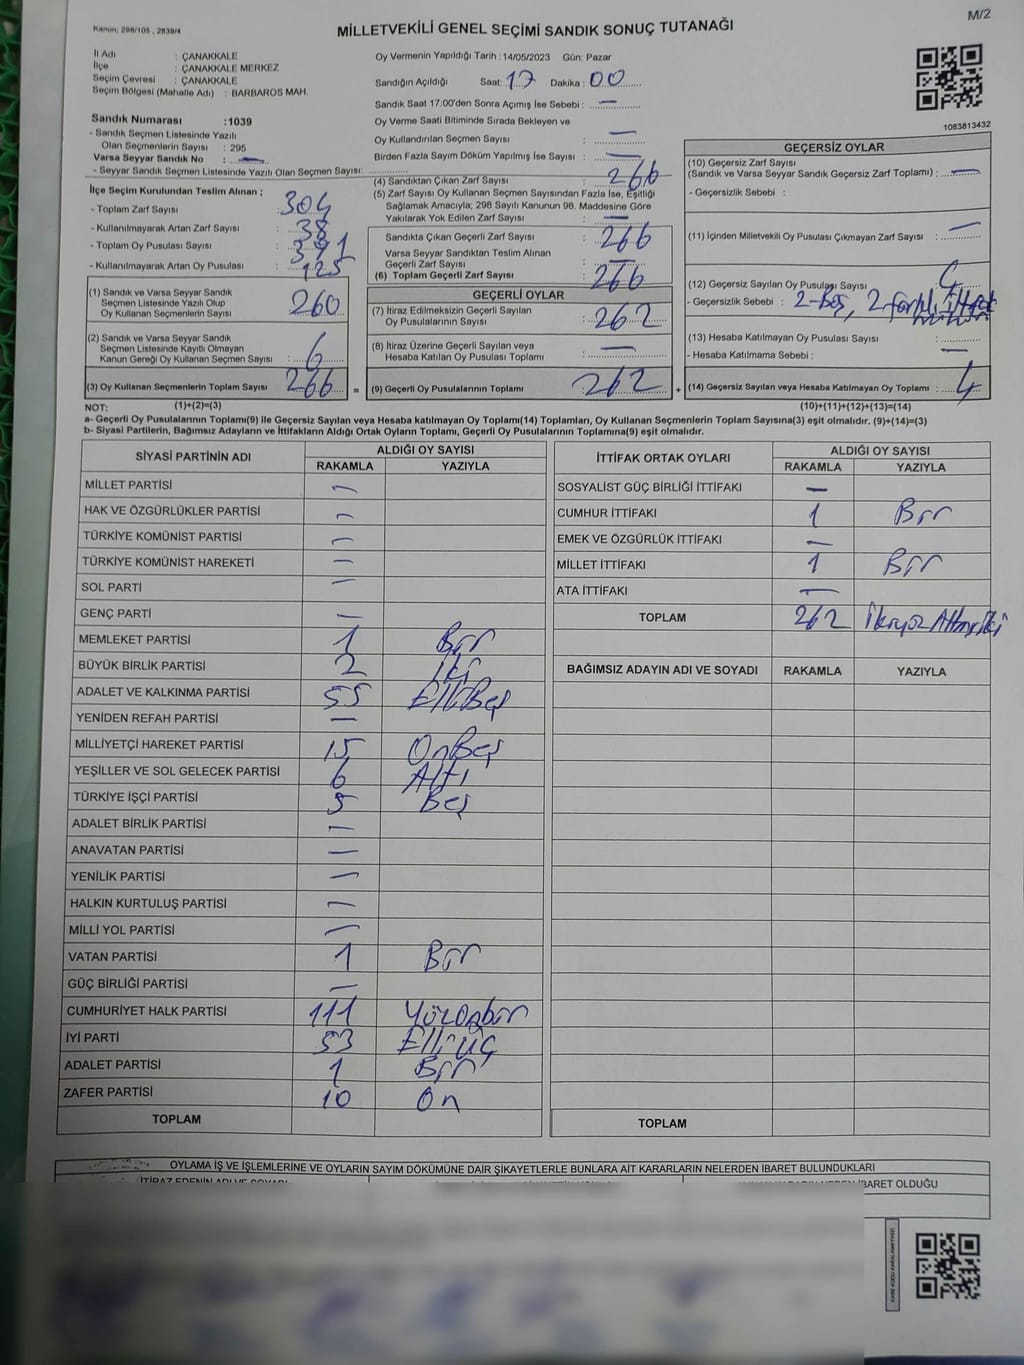 M/2
Kanun: 298/105 , 2839/4
MİLLETVEKİLİ GENEL SEÇİMİ SANDIK SONUÇ TUTANAĞI
İl Adı : ÇANAKKALE
İlçe : ÇANAKKALE MERKEZ
Seçim Çevresi : ÇANAKKALE
Seçim Bölgesi (Mahalle Adı) : BARBAROS MAH.
Sandık Numarası :1039
- Sandık Seçmen Listesinde Yazılı
Olan Seçmenlerin Sayısı : 295
Varsa Seyyar Sandık No : —
- Seyyar Sandık Seçmen Listesinde Yazılı Olan Seçmen Sayısı:
Oy Vermenin Yapıldığı Tarih :14/05/2023 Gün: Pazar
Sandığın Açıldığı Saat: 17 Dakika : 00
Sandık Saat 17:00'den Sonra Açımış İse Sebebi : —
Oy Verme Saati Bitiminde Sırada Bekleyen ve
Oy Kullandırılan Seçmen Sayısı : —
Birden Fazla Sayım Döküm Yapılmış İse Sayısı : —
1083813432
İlçe Seçim Kurulundan Teslim Alınan ;
- Toplam Zarf Sayısı : 304
- Kullanılmayarak Artan Zarf Sayısı : 38
- Toplam Oy Pusulası Sayısı : 391
- Kullanılmayarak Artan Oy Pusulası : 125
(1) Sandık ve Varsa Seyyar Sandık
Seçmen Listesinde Yazılı Olup
Oy Kullanan Seçmenlerin Sayısı : 260
(2) Sandık ve Varsa Seyyar Sandık
Seçmen Listesinde Kayıtlı Olmayan
Kanun Gereği Oy Kullanan Seçmen Sayısı : 6
(3) Oy Kullanan Seçmenlerin Toplam Sayısı : 266 =
(1)+(2)=(3)
(4) Sandıktan Çıkan Zarf Sayısı : 266
(5) Zarf Sayısı Oy Kullanan Seçmen Sayısından Fazla İse, Eşitliği
Sağlamak Amacıyla; 298 Sayılı Kanunun 98. Maddesine Göre
Yakılarak Yok Edilen Zarf Sayısı : —
Sandıkta Çıkan Geçerli Zarf Sayısı : 266
Varsa Seyyar Sandıktan Teslim Alınan
Geçerli Zarf Sayısı : —
(6) Toplam Geçerli Zarf Sayısı : 266
GEÇERLİ OYLAR
(7) İtiraz Edilmeksizin Geçerli Sayılan
Oy Pusulalarının Sayısı : 262
(8) İtiraz Üzerine Geçerli Sayılan veya
Hesaba Katılan Oy Pusulası Toplamı : —
(9) Geçerli Oy Pusulalarının Toplamı : 262 +
GEÇERSİZ OYLAR
(10) Geçersiz Zarf Sayısı
(Sandık ve Varsa Seyyar Sandık Geçersiz Zarf Toplamı) : —
- Geçersizlik Sebebi :
(11) İçinden Milletvekili Oy Pusulası Çıkmayan Zarf Sayısı : —
(12) Geçersiz Sayılan Oy Pusulası Sayısı : 4
- Geçersizlik Sebebi : 2-Boş, 2 farklı ittifak
(13) Hesaba Katılmayan Oy Pusulası Sayısı :
- Hesaba Katılmama Sebebi : —
(14) Geçersiz Sayılan veya Hesaba Katılmayan Oy Toplamı : 4
(10)+(11)+(12)+(13)=(14)
NOT:
a- Geçerli Oy Pusulalarının Toplamı(9) ile Geçersiz Sayılan veya Hesaba katılmayan Oy Toplamı(14) Toplamları, Oy Kullanan Seçmenlerin Toplam Sayısına(3) eşit olmalıdır. (9)+(14)=(3)
b- Siyasi Partilerin, Bağımsız Adayların ve İttifakların Aldığı Ortak Oyların Toplamı, Geçerli Oy Pusulalarının Toplamına(9) eşit olmalıdır.
SİYASİ PARTİNİN ADI ALDIĞI OY SAYISI
RAKAMLA YAZIYLA
MİLLET PARTİSİ —
HAK VE ÖZGÜRLÜKLER PARTİSİ —
TÜRKİYE KOMÜNİST PARTİSİ —
TÜRKİYE KOMÜNİST HAREKETİ —
SOL PARTİ —
GENÇ PARTİ —
MEMLEKET PARTİSİ 1 Bir
BÜYÜK BİRLİK PARTİSİ 2 iki
ADALET VE KALKINMA PARTİSİ 55 ElliBeş
YENİDEN REFAH PARTİSİ —
MİLLİYETÇİ HAREKET PARTİSİ 15 OnBeş
YEŞİLLER VE SOL GELECEK PARTİSİ 6 Altı
TÜRKİYE İŞÇİ PARTİSİ 5 Beş
ADALET BİRLİK PARTİSİ —
ANAVATAN PARTİSİ —
YENİLİK PARTİSİ —
HALKIN KURTULUŞ PARTİSİ —
MİLLİ YOL PARTİSİ —
VATAN PARTİSİ 1 Bir
GÜÇ BİRLİĞİ PARTİSİ —
CUMHURİYET HALK PARTİSİ 111 YüzOnbir
İYİ PARTİ 53 Elli üç
ADALET PARTİSİ 1 Bir
ZAFER PARTİSİ 10 On
TOPLAM
İTTİFAK ORTAK OYLARI ALDIĞI OY SAYISI
RAKAMLA YAZIYLA
SOSYALİST GÜÇ BİRLİĞİ İTTİFAKI —
CUMHUR İTTİFAKI 1 Bir
EMEK VE ÖZGÜRLÜK İTTİFAKI —
MİLLET İTTİFAKI 1 Bir
ATA İTTİFAKI —
TOPLAM 262 İkiyüz Altmışiki
BAĞIMSIZ ADAYIN ADI VE SOYADI RAKAMLA YAZIYLA
TOPLAM
OYLAMA İŞ VE İŞLEMLERİNE VE OYLARIN SAYIM DÖKÜMÜNE DAİR ŞİKAYETLERLE BUNLARA AİT KARARLARIN NELERDEN İBARET BULUNDUKLARI
İBARET OLDUĞU